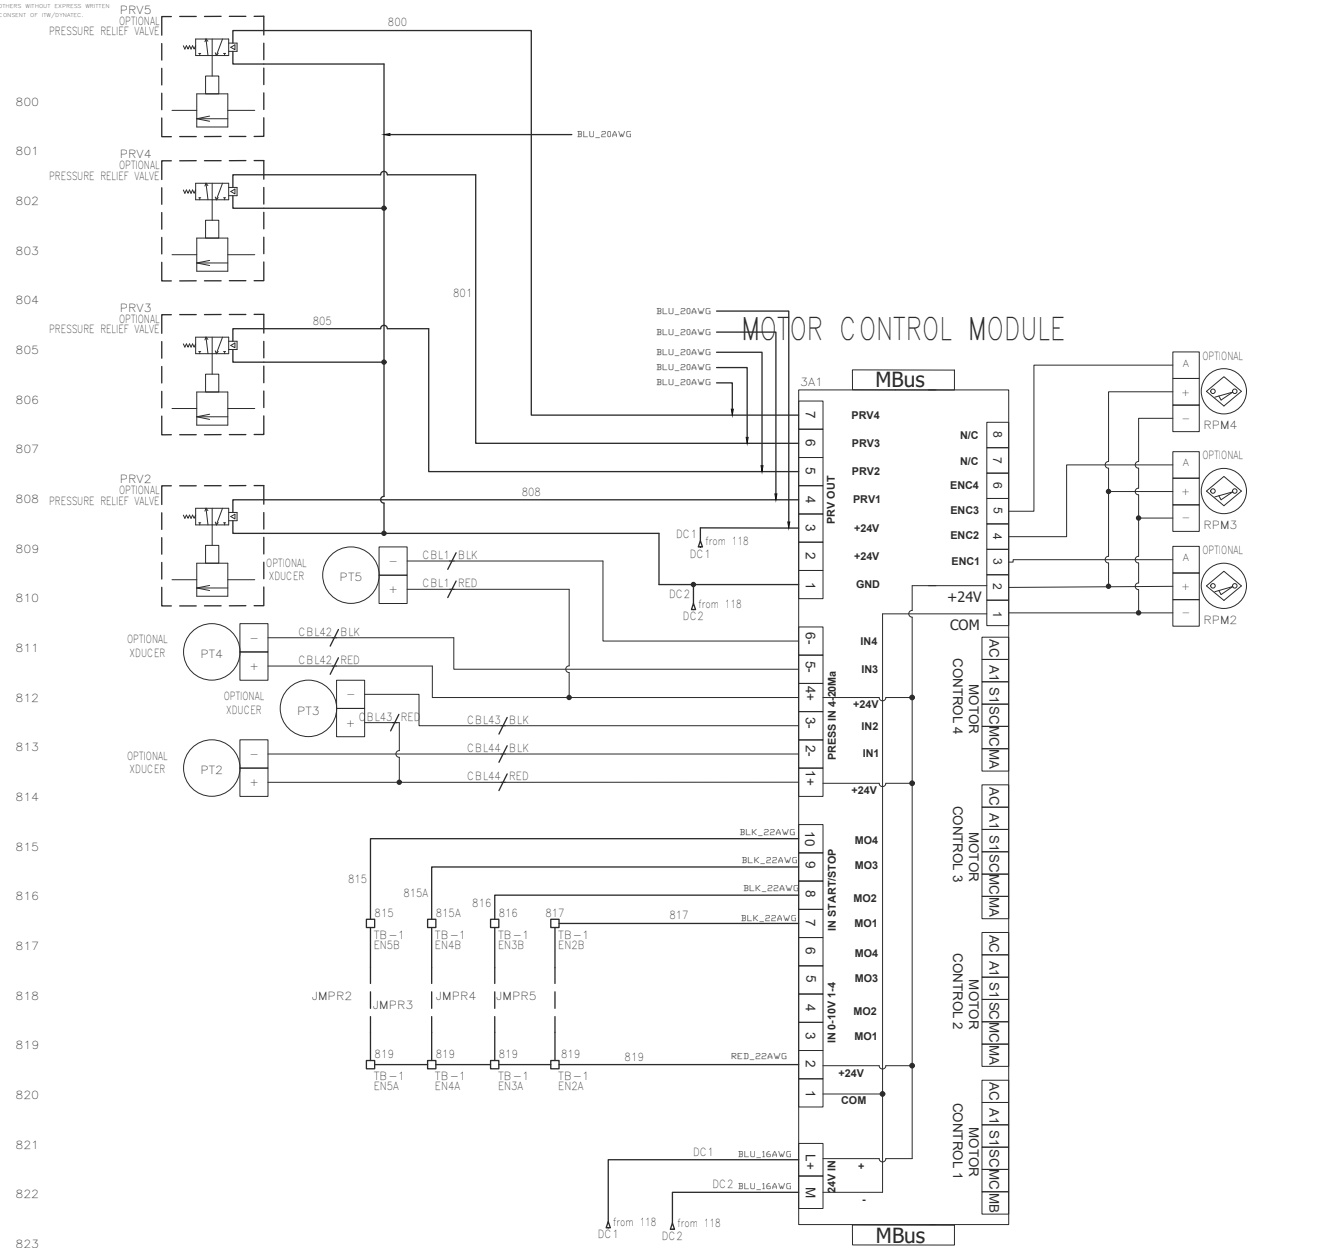 OTHERS WITHOUT EXPRESS WRITTEN
CONSENT OF ITW/DYNATEC.
PRV5
OPTIONAL
PRESSURE RELIEF VALVE
800
800
BLU_20AWG
801
PRV4
OPTIONAL
PRESSURE RELIEF VALVE
802
803
801
804
PRV3
OPTIONAL
PRESSURE RELIEF VALVE
805
805
806
807
BLU_20AWG
BLU_20AWG
BLU_20AWG
BLU_20AWG
BLU_20AWG
MOTOR CONTROL MODULE
3A1
MBus
PRV2
OPTIONAL
PRESSURE RELIEF VALVE
808
808
809
810
7 PRV4
6 PRV3
5 PRV2
4 PRV1
3 +24V
2 +24V
1 GND
PRV OUT
DC1
from 118
DC1
DC2
from 118
DC2
N/C 8
N/C 7
ENC4 6
ENC3 5
ENC2 4
ENC1 3
+24V 2
COM 1
OPTIONAL
A
+
−
RPM4
OPTIONAL
A
+
−
RPM3
OPTIONAL
A
+
−
RPM2
OPTIONAL
XDUCER
PT5
−
+
CBL1/BLK
CBL1/RED
811
OPTIONAL
XDUCER
PT4
−
+
CBL42/BLK
CBL42/RED
812
OPTIONAL
XDUCER
PT3
−
+
CBL43/RED
CBL43/BLK
813
OPTIONAL
XDUCER
PT2
−
+
CBL44/BLK
CBL44/RED
814
6- IN4
5- IN3
4+ +24V
3- IN2
2- IN1
1+ +24V
PRESS IN 4-20Ma
AC A1 S1 SC MC MA
MOTOR
CONTROL 4
AC A1 S1 SC MC MA
MOTOR
CONTROL 3
AC A1 S1 SC MC MA
MOTOR
CONTROL 2
AC A1 S1 SC MC MB
MOTOR
CONTROL 1
815
BLK_22AWG
BLK_22AWG
BLK_22AWG
BLK_22AWG
10 MO4
9 MO3
8 MO2
7 MO1
IN START/STOP
6 MO4
5 MO3
4 MO2
3 MO1
IN 0-10V 1-4
2 +24V
1 COM
815
815A
816
816
815
815A
816
817
817
TB-1
EN5B
TB-1
EN4B
TB-1
EN3B
TB-1
EN2B
817
818
JMPR2
JMPR3
JMPR4
JMPR5
819
819
819
819
819
819
RED_22AWG
TB-1
EN5A
TB-1
EN4A
TB-1
EN3A
TB-1
EN2A
820
821
DC1
BLU_16AWG
L+ +
822
DC2
BLU_16AWG
M -
24V IN
from 118
DC1
from 118
DC2
823
MBus